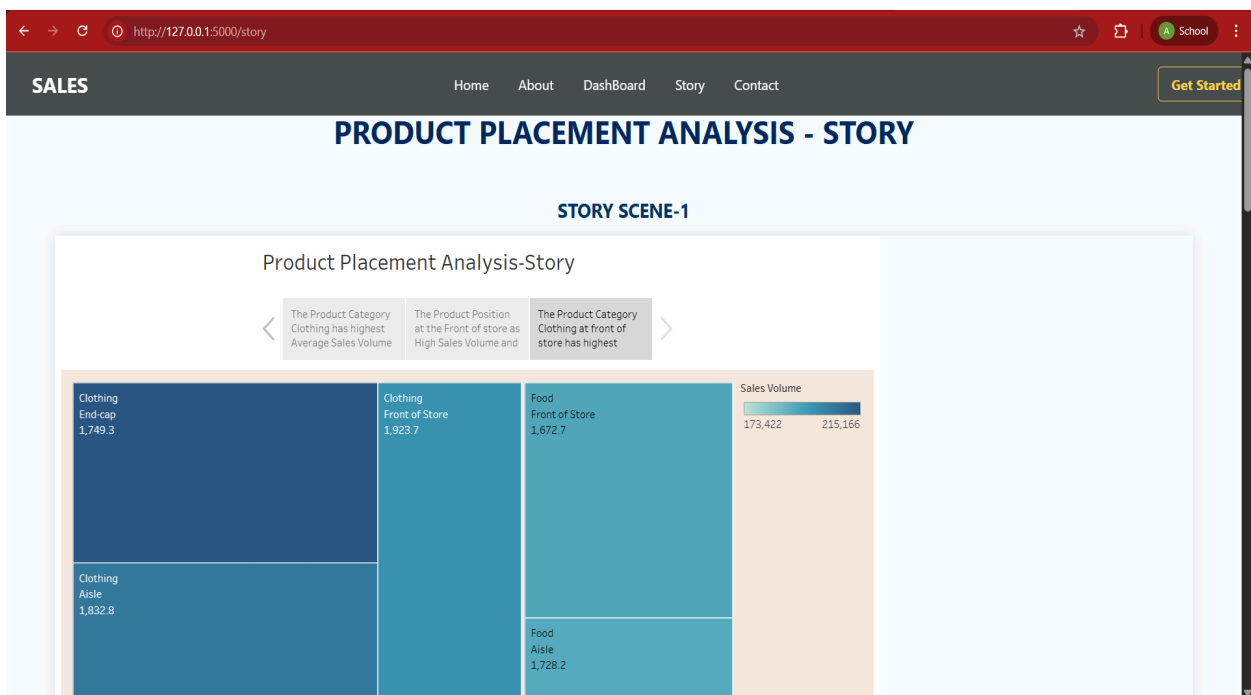 http://127.0.0.1:5000/story
A School
SALES
Home About DashBoard Story Contact
Get Started
PRODUCT PLACEMENT ANALYSIS - STORY
STORY SCENE-1
Product Placement Analysis-Story
The Product Category
Clothing has highest
Average Sales Volume
The Product Position
at the Front of store as
High Sales Volume and
The Product Category
Clothing at front of
store has highest
Clothing
End-cap
1,749.3
Clothing
Front of Store
1,923.7
Food
Front of Store
1,672.7
Sales Volume
173,422 215,166
Clothing
Aisle
1,832.8
Food
Aisle
1,728.2